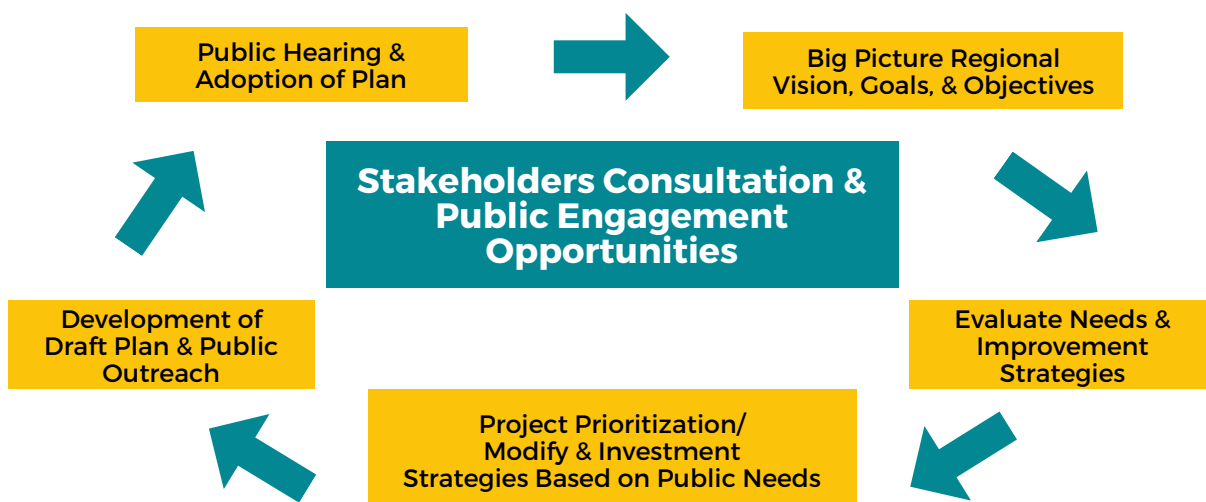 Public Hearing &
Adoption of Plan
Big Picture Regional
Vision, Goals, & Objectives
Stakeholders Consultation &
Public Engagement
Opportunities
Development of
Draft Plan & Public
Outreach
Evaluate Needs &
Improvement
Strategies
Project Prioritization/
Modify & Investment
Strategies Based on Public Needs